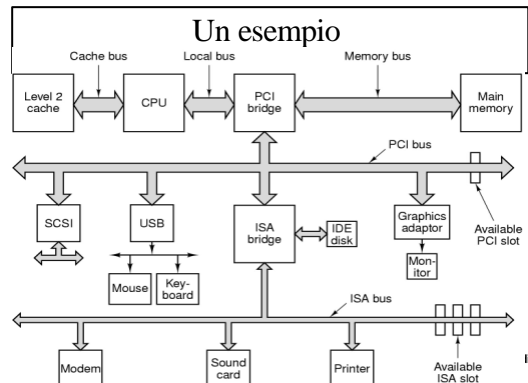 Un esempio
Cache bus
Local bus
Memory bus
Level 2
cache
CPU
PCI
bridge
Main
memory
PCI bus
SCSI
USB
ISA
bridge
IDE
disk
Graphics
adaptor
Available
PCI slot
Mouse
Key-
board
Mon-
itor
ISA bus
Modem
Sound
card
Printer
Available
ISA slot